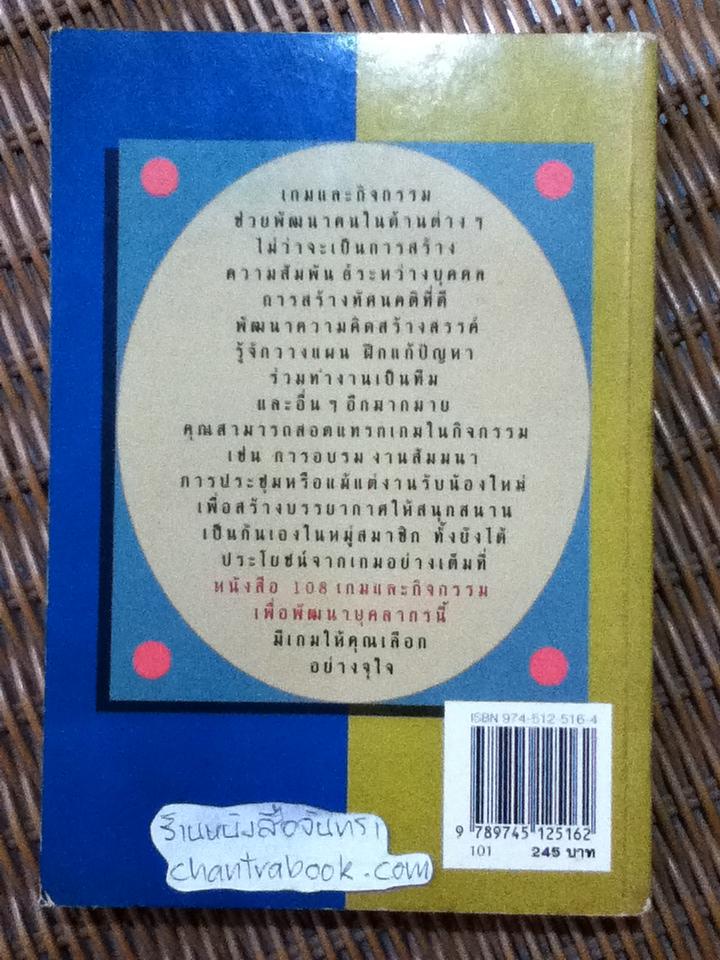 เกมและกิจกรรม
ช่วยพัฒนาคนในด้านต่าง ๆ
ไม่ว่าจะเป็นการสร้าง
ความสัมพันธ์ระหว่างบุคคล
การสร้างทัศนคติที่ดี
พัฒนาความคิดสร้างสรรค์
รู้จักวางแผน ฝึกแก้ปัญหา
ร่วมทำงานเป็นทีม
และอื่น ๆ อีกมากมาย
คุณสามารถสอดแทรกเกมในกิจกรรม
เช่น การอบรม งานสัมมนา
การประชุมหรือแม้แต่งานรับน้องใหม่
เพื่อสร้างบรรยากาศให้สนุกสนาน
เป็นกันเองในหมู่สมาชิก ทั้งยังได้
ประโยชน์จากเกมอย่างเต็มที่
หนังสือ 108 เกมและกิจกรรม
เพื่อพัฒนาบุคลากรนี้
มีเกมให้คุณเลือก
อย่างจุใจ
ISBN 974-512-516-4
9 789745 125162
101 245 บาท
ร้านหนังสือจันทรา
chantrabook.com